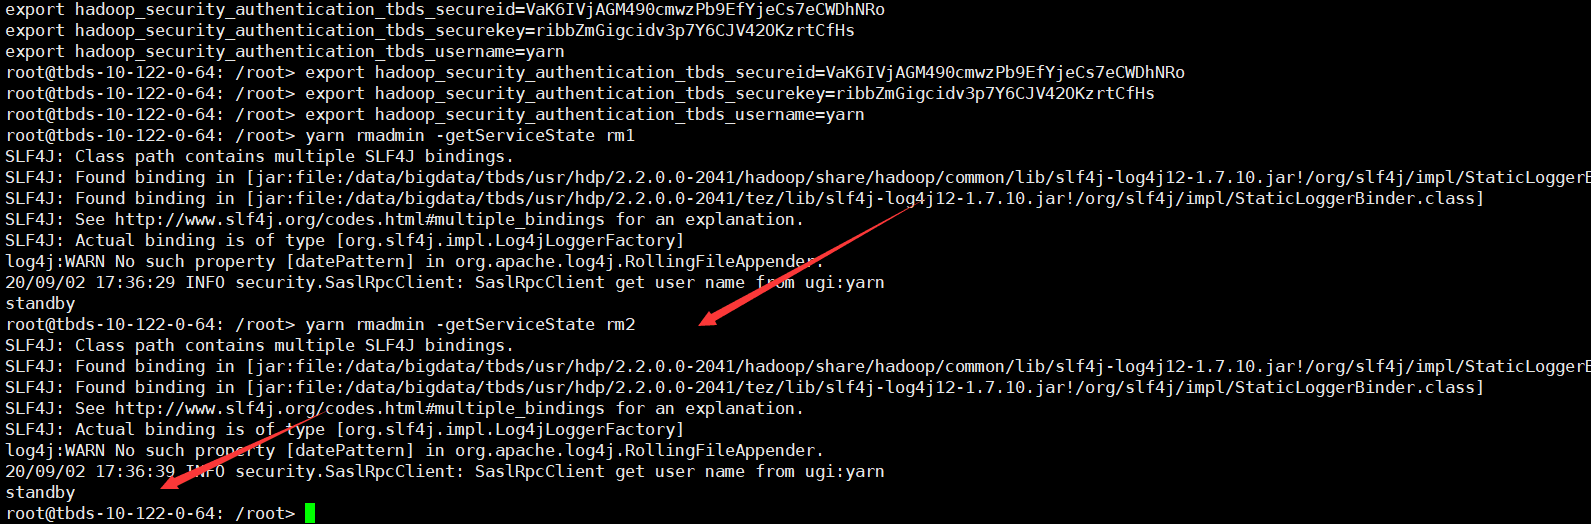 export hadoop_security_authentication_tbds_secureid=VaK6IVjAGM490cmwzPb9EfYjeCs7eCWDhNRo
export hadoop_security_authentication_tbds_securekey=ribbZmGigcidv3p7Y6CJV42OKzrtCfHs
export hadoop_security_authentication_tbds_username=yarn
root@tbds-10-122-0-64: /root> export hadoop_security_authentication_tbds_secureid=VaK6IVjAGM490cmwzPb9EfYjeCs7eCWDhNRo
root@tbds-10-122-0-64: /root> export hadoop_security_authentication_tbds_securekey=ribbZmGigcidv3p7Y6CJV42OKzrtCfHs
root@tbds-10-122-0-64: /root> export hadoop_security_authentication_tbds_username=yarn
root@tbds-10-122-0-64: /root> yarn rmadmin -getServiceState rm1
SLF4J: Class path contains multiple SLF4J bindings.
SLF4J: Found binding in [jar:file:/data/bigdata/tbds/usr/hdp/2.2.0.0-2041/hadoop/share/hadoop/common/lib/slf4j-log4j12-1.7.10.jar!/org/slf4j/impl/StaticLoggerB
SLF4J: Found binding in [jar:file:/data/bigdata/tbds/usr/hdp/2.2.0.0-2041/tez/lib/slf4j-log4j12-1.7.10.jar!/org/slf4j/impl/StaticLoggerBinder.class]
SLF4J: See http://www.slf4j.org/codes.html#multiple_bindings for an explanation.
SLF4J: Actual binding is of type [org.slf4j.impl.Log4jLoggerFactory]
log4j:WARN No such property [datePattern] in org.apache.log4j.RollingFileAppender.
20/09/02 17:36:29 INFO security.SaslRpcClient: SaslRpcClient get user name from ugi:yarn
standby
root@tbds-10-122-0-64: /root> yarn rmadmin -getServiceState rm2
SLF4J: Class path contains multiple SLF4J bindings.
SLF4J: Found binding in [jar:file:/data/bigdata/tbds/usr/hdp/2.2.0.0-2041/hadoop/share/hadoop/common/lib/slf4j-log4j12-1.7.10.jar!/org/slf4j/impl/StaticLoggerB
SLF4J: Found binding in [jar:file:/data/bigdata/tbds/usr/hdp/2.2.0.0-2041/tez/lib/slf4j-log4j12-1.7.10.jar!/org/slf4j/impl/StaticLoggerBinder.class]
SLF4J: See http://www.slf4j.org/codes.html#multiple_bindings for an explanation.
SLF4J: Actual binding is of type [org.slf4j.impl.Log4jLoggerFactory]
log4j:WARN No such property [datePattern] in org.apache.log4j.RollingFileAppender.
20/09/02 17:36:39 INFO security.SaslRpcClient: SaslRpcClient get user name from ugi:yarn
standby
root@tbds-10-122-0-64: /root>